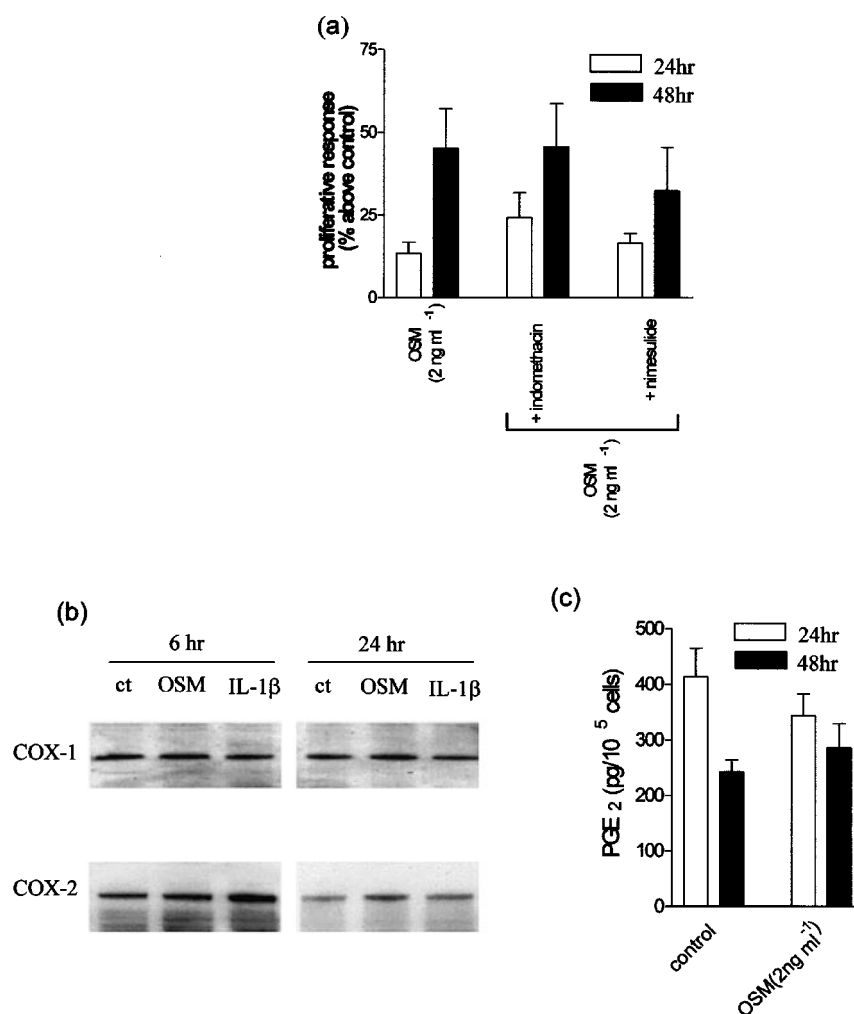 (a)
75
50
25
0
proliferative response
(% above control)
24hr
48hr
OSM
(2 ng ml ⁻¹)
+ indomethacin
+ nimesulide
OSM
(2 ng ml ⁻¹)
(b)
6 hr
24 hr
ct OSM IL-1β
ct OSM IL-1β
COX-1
COX-2
(c)
500
400
300
200
100
0
PGE ₂ (pg/10 ⁵ cells)
24hr
48hr
control
OSM(2ng ml⁻¹)